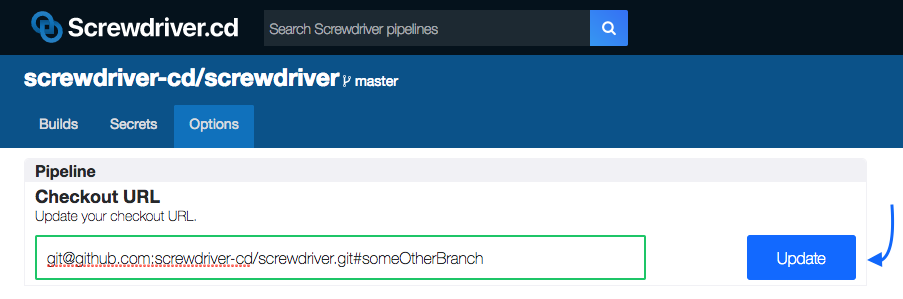 Screwdriver.cd
Search Screwdriver pipelines
screwdriver-cd/screwdriver master
Builds Secrets Options
Pipeline
Checkout URL
Update your checkout URL.
git@github.com:screwdriver-cd/screwdriver.git#someOtherBranch
Update